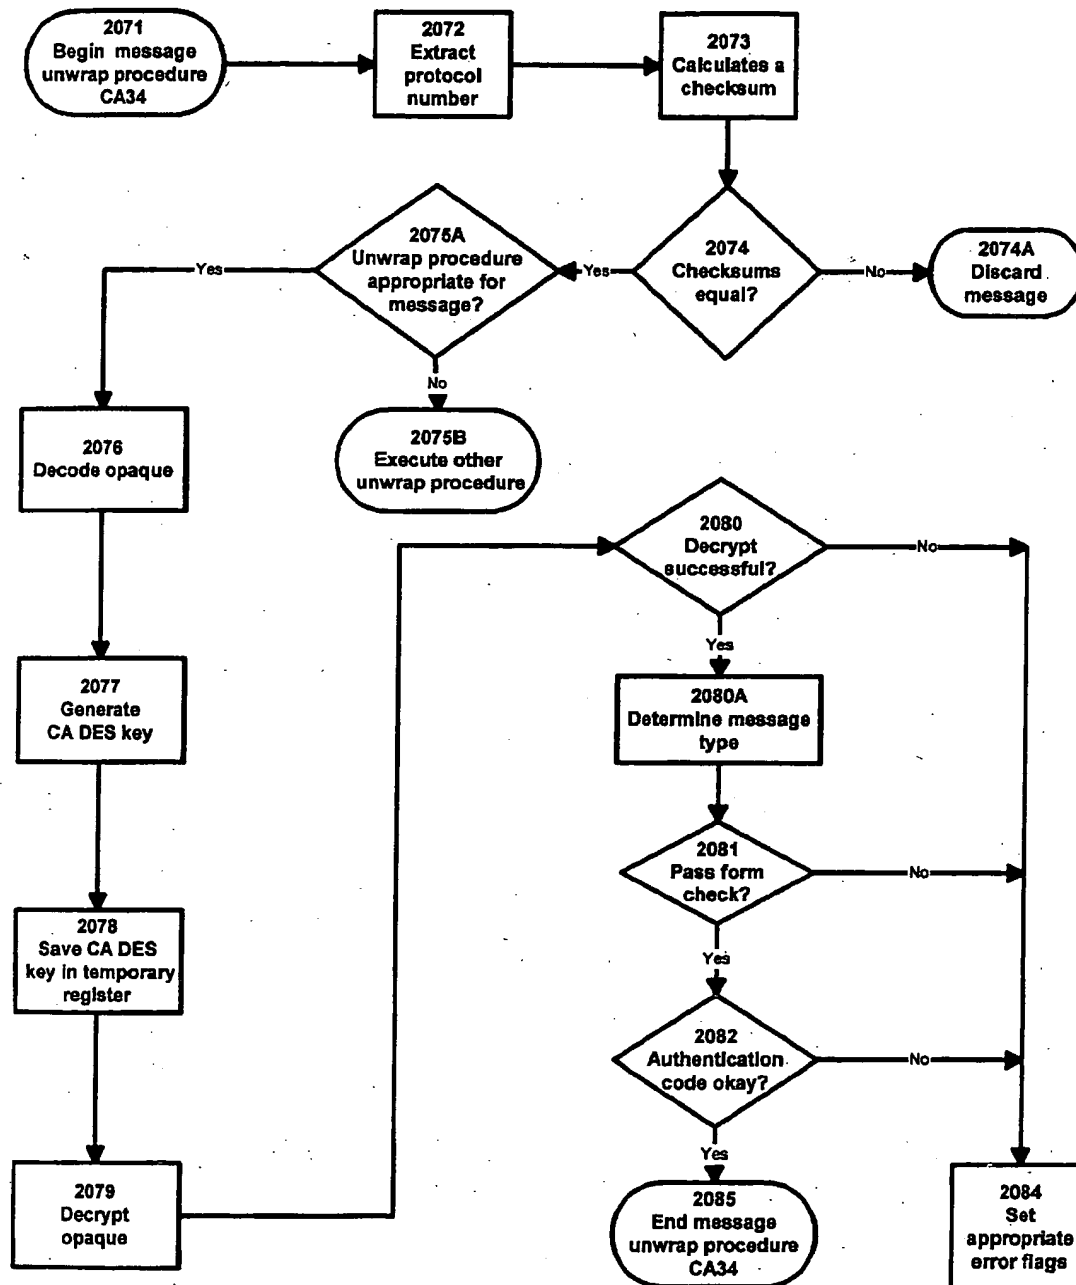 2071
Begin message
unwrap procedure
CA34
2072
Extract
protocol
number
2073
Calculates a
checksum
2074
Checksums
equal?
No
2074A
Discard
message
Yes
2075A
Unwrap procedure
appropriate for
message?
Yes
No
2075B
Execute other
unwrap procedure
2076
Decode opaque
2077
Generate
CA DES key
2078
Save CA DES
key in temporary
register
2079
Decrypt
opaque
2080
Decrypt
successful?
No
Yes
2080A
Determine message
type
2081
Pass form
check?
No
Yes
2082
Authentication
code okay?
No
Yes
2085
End message
unwrap procedure
CA34
2084
Set
appropriate
error flags